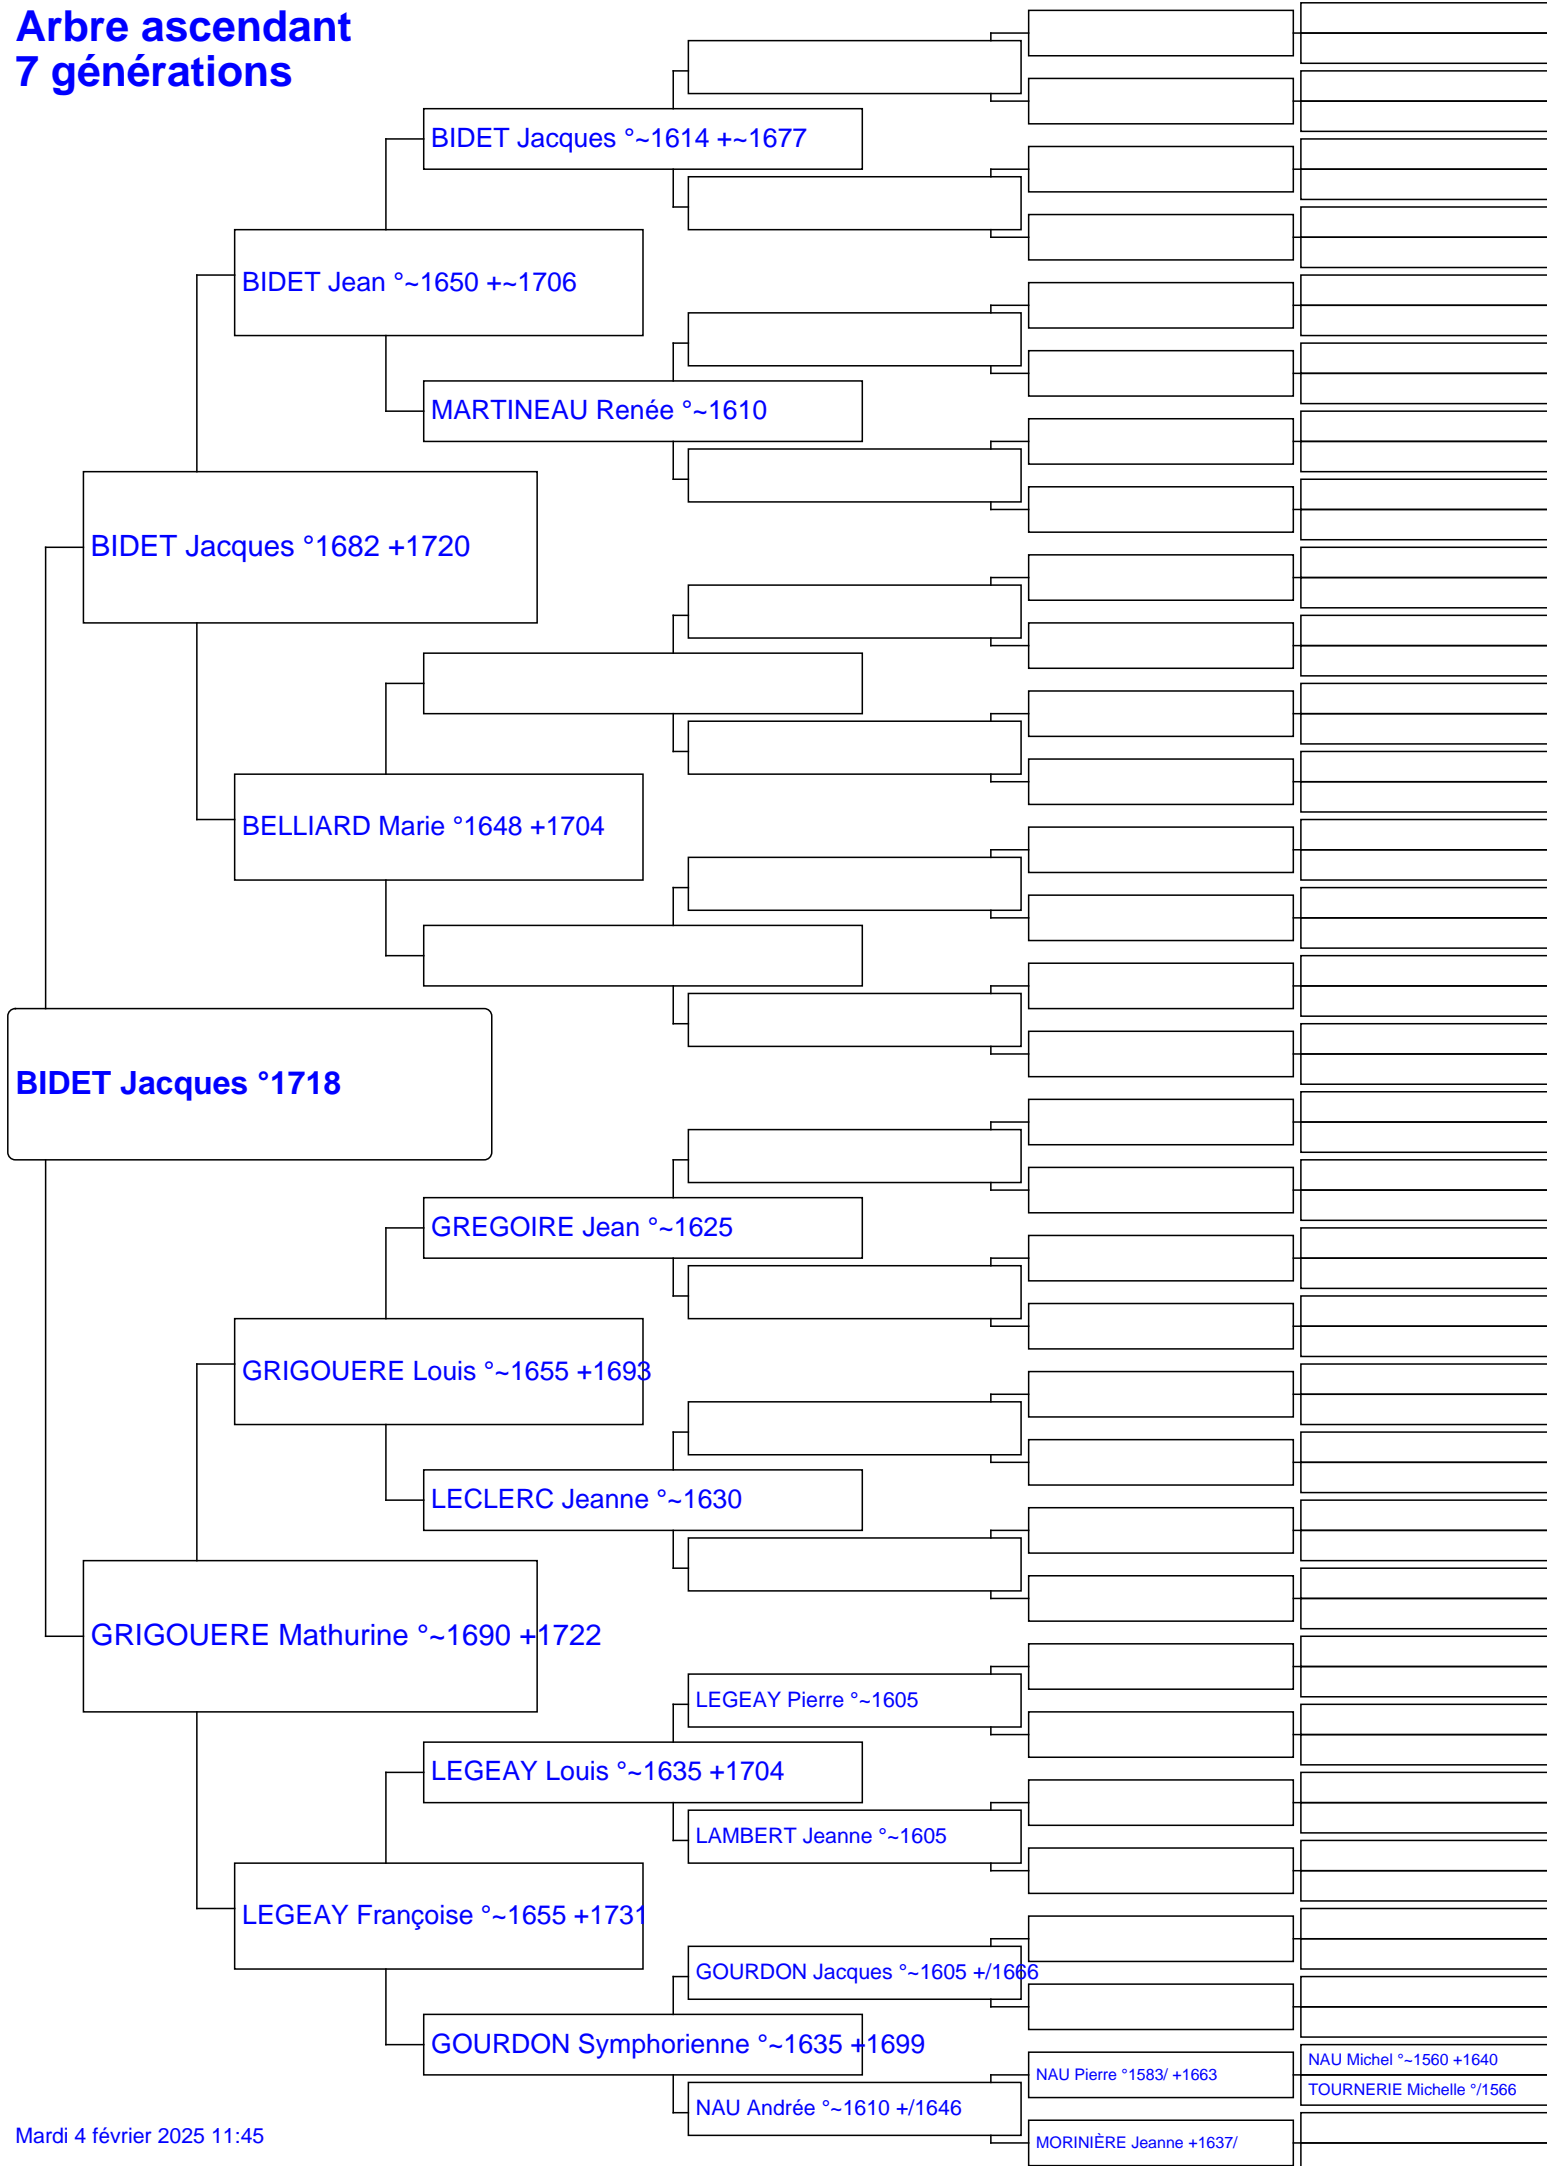 Arbre ascendant
7 générations
BIDET Jacques °~1614 +~1677
BIDET Jean °~1650 +~1706
MARTINEAU Renée °~1610
BIDET Jacques °1682 +1720
BELLIARD Marie °1648 +1704
BIDET Jacques °1718
GREGOIRE Jean °~1625
GRIGOUERE Louis °~1655 +1693
LECLERC Jeanne °~1630
GRIGOUERE Mathurine °~1690 +1722
LEGEAY Pierre °~1605
LEGEAY Louis °~1635 +1704
LAMBERT Jeanne °~1605
LEGEAY Françoise °~1655 +1731
GOURDON Jacques °~1605 +/1666
GOURDON Symphorienne °~1635 +1699
NAU Michel °~1560 +1640
NAU Pierre °1583/ +1663
TOURNERIE Michelle °/1566
NAU Andrée °~1610 +/1646
MORINIÈRE Jeanne +1637/
Mardi 4 février 2025 11:45